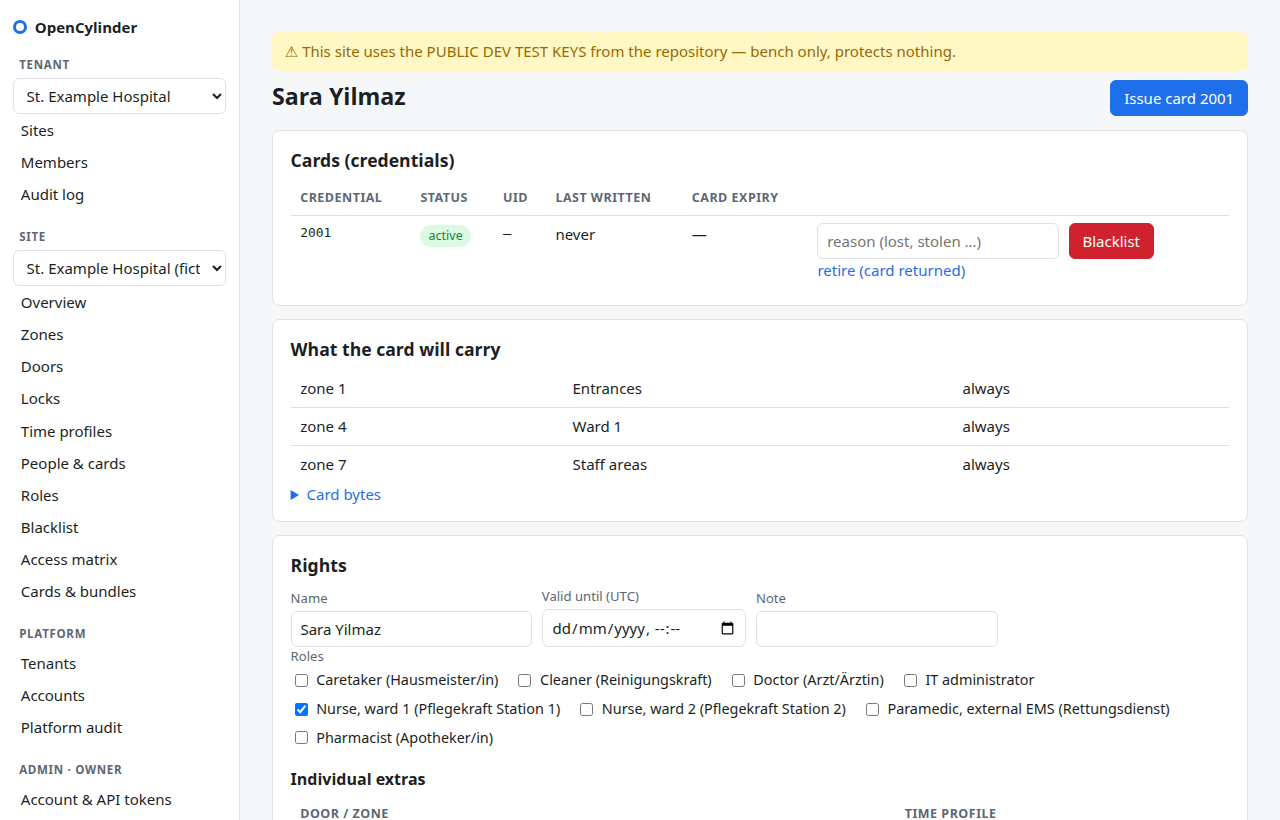 OpenCylinder
TENANT
St. Example Hospital
Sites
Members
Audit log
SITE
St. Example Hospital (fict
Overview
Zones
Doors
Locks
Time profiles
People & cards
Roles
Blacklist
Access matrix
Cards & bundles
PLATFORM
Tenants
Accounts
Platform audit
ADMIN · OWNER
Account & API tokens
⚠ This site uses the PUBLIC DEV TEST KEYS from the repository — bench only, protects nothing.
Sara Yilmaz
Issue card 2001
Cards (credentials)
CREDENTIAL STATUS UID LAST WRITTEN CARD EXPIRY
2001 active – never — reason (lost, stolen ...) Blacklist
retire (card returned)
What the card will carry
zone 1 Entrances always
zone 4 Ward 1 always
zone 7 Staff areas always
▶ Card bytes
Rights
Name Valid until (UTC) Note
Sara Yilmaz dd/mm/yyyy, --:--
Roles
Caretaker (Hausmeister/in) Cleaner (Reinigungskraft) Doctor (Arzt/Ärztin) IT administrator
Nurse, ward 1 (Pflegekraft Station 1) Nurse, ward 2 (Pflegekraft Station 2) Paramedic, external EMS (Rettungsdienst)
Pharmacist (Apotheker/in)
Individual extras
DOOR / ZONE TIME PROFILE